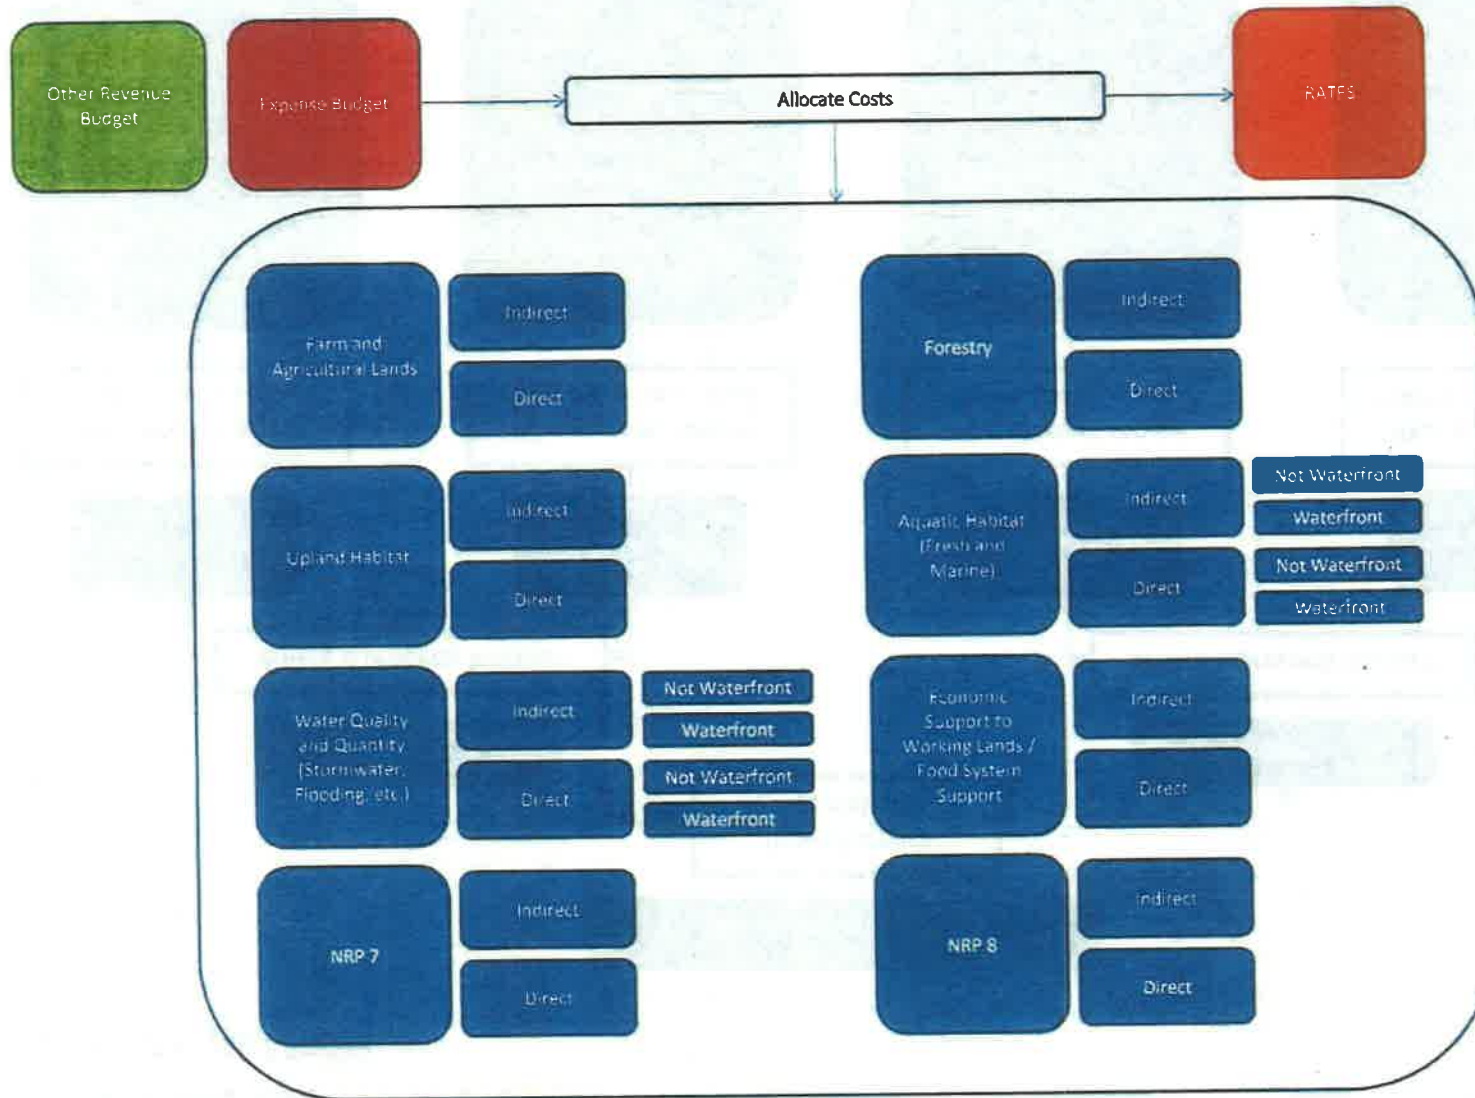 Other Revenue
Budget
Expense Budget
Allocate Costs
RATES
Farm and
Agricultural Lands
Indirect
Direct
Forestry
Indirect
Direct
Upland Habitat
Indirect
Direct
Aquatic Habitat
(Fresh and
Marine)
Indirect
Direct
Not Waterfront
Waterfront
Not Waterfront
Waterfront
Water Quality
and Quantity
(Stormwater,
Flooding, etc.)
Indirect
Direct
Not Waterfront
Waterfront
Not Waterfront
Waterfront
Economic
Support to
Working Lands /
Food System
Support
Indirect
Direct
NRP 7
Indirect
Direct
NRP 8
Indirect
Direct